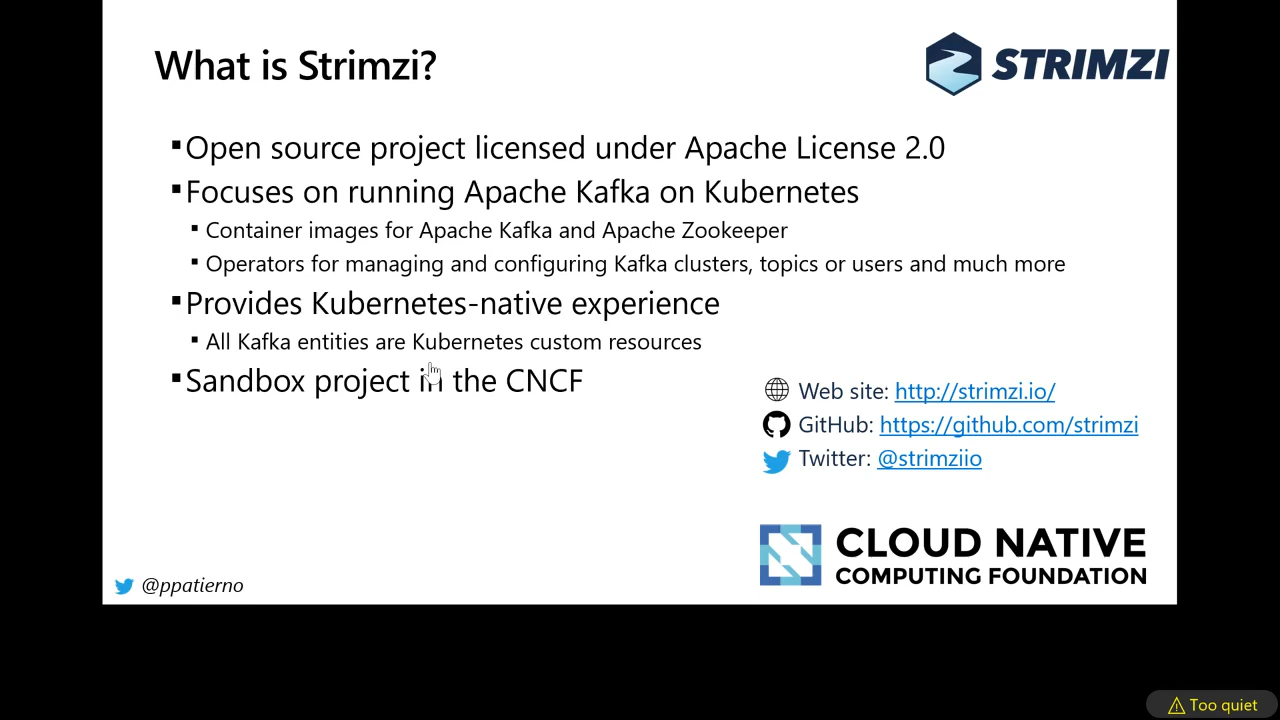 What is Strimzi?
STRIMZI
▪Open source project licensed under Apache License 2.0
▪Focuses on running Apache Kafka on Kubernetes
▪Container images for Apache Kafka and Apache Zookeeper
▪Operators for managing and configuring Kafka clusters, topics or users and much more
▪Provides Kubernetes-native experience
▪All Kafka entities are Kubernetes custom resources
▪Sandbox project in the CNCF
Web site: http://strimzi.io/
GitHub: https://github.com/strimzi
Twitter: @strimziio
CLOUD NATIVE
COMPUTING FOUNDATION
@ppatierno
Too quiet